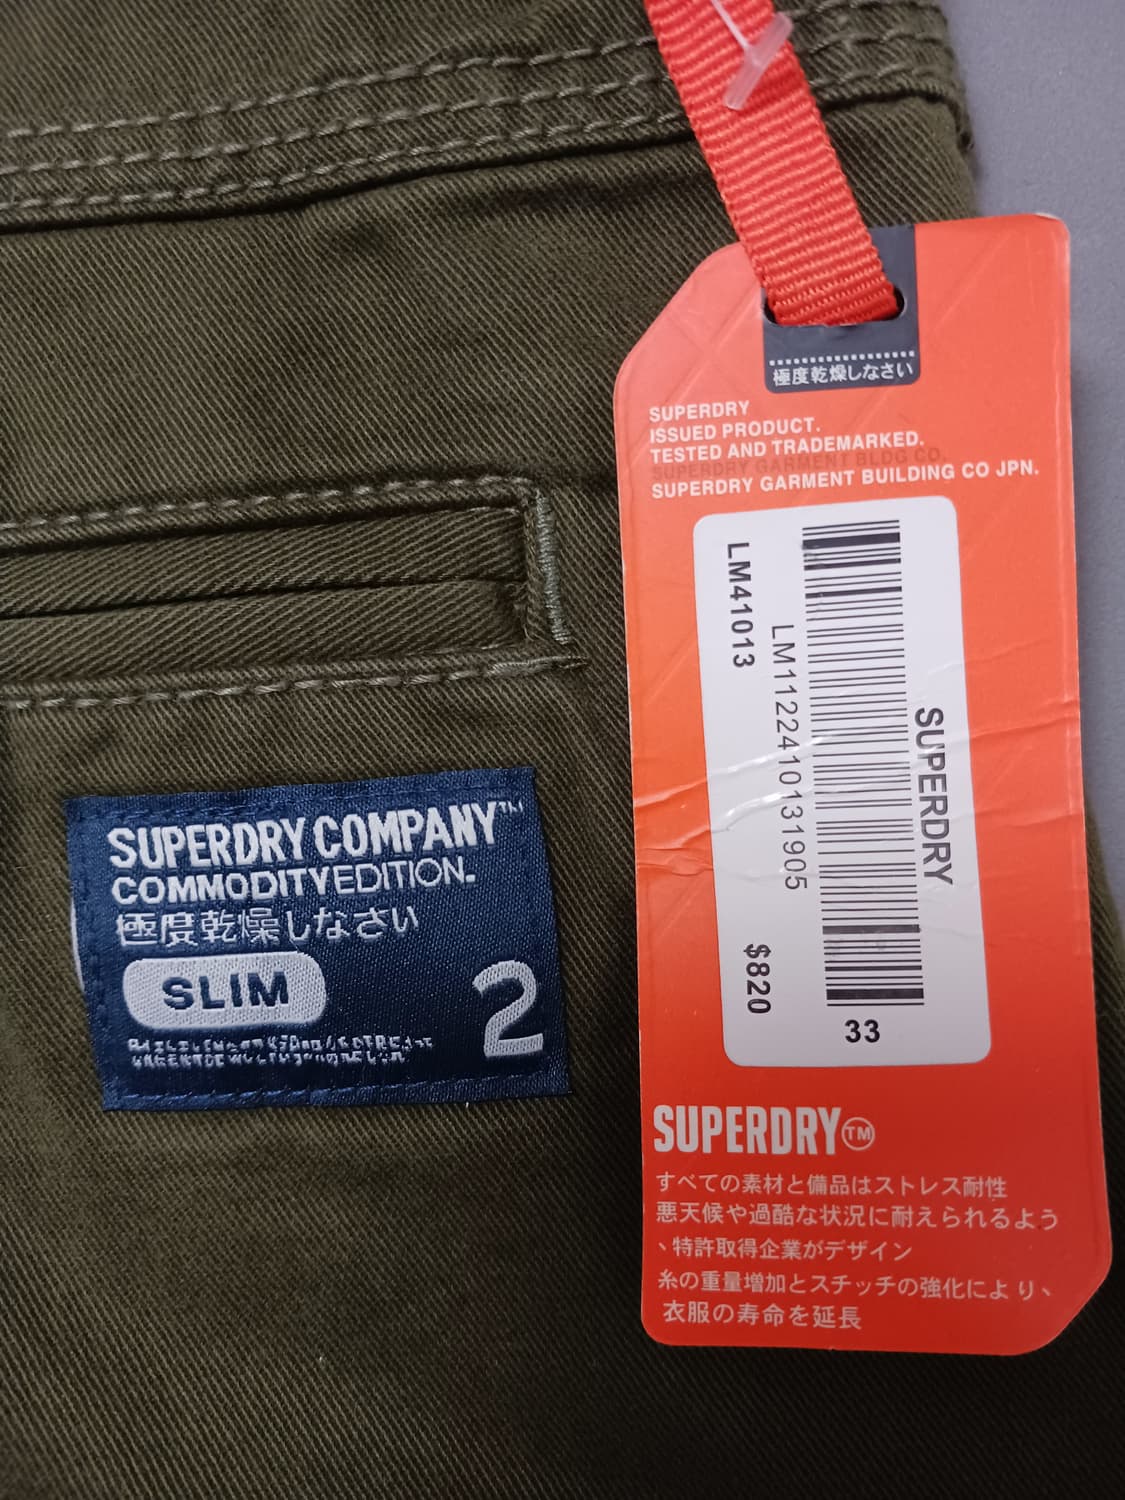 極度乾燥しなさい
SUPERDRY
ISSUED PRODUCT.
TESTED AND TRADEMARKED.
SUPERDRY GARMENT BLDG CO.
SUPERDRY GARMENT BUILDING CO JPN.
SUPERDRY
LM1122410131905
LM41013
$820
33
SUPERDRY TM
すべての素材と備品はストレス耐性
悪天候や過酷な状況に耐えられるよう
、特許取得企業がデザイン
糸の重量増加とスチッチの強化により、
衣服の寿命を延長
SUPERDRY COMPANY™
COMMODITYEDITION.
極度乾燥しなさい
SLIM
2